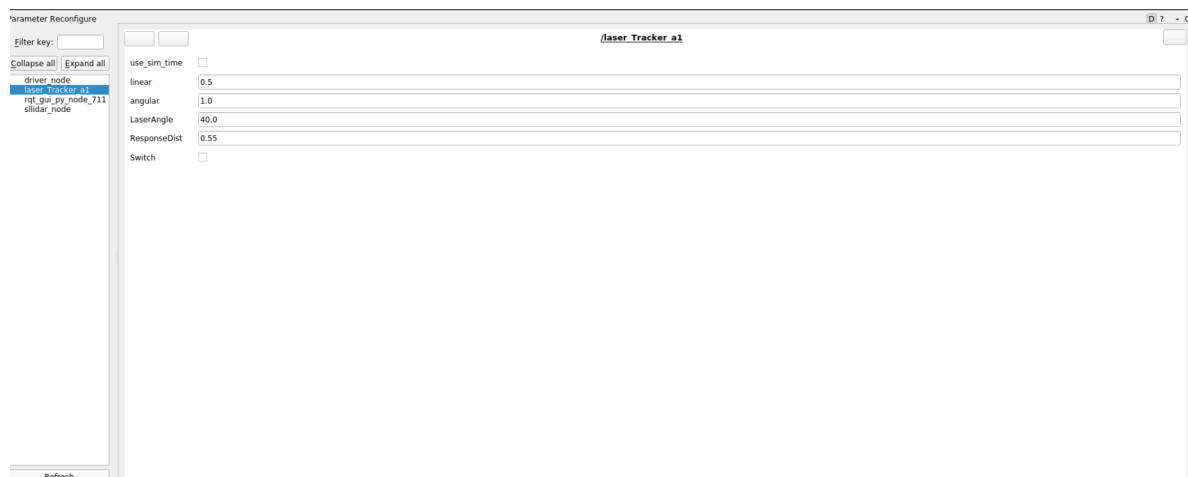 Parameter Reconfigure
D ? -
Filter key:
Collapse all Expand all
driver_node
laser_Tracker_a1
rqt_gui_py_node_711
sllidar_node
Refresh
/laser_Tracker_a1
use_sim_time
linear 0.5
angular 1.0
LaserAngle 40.0
ResponseDist 0.55
Switch